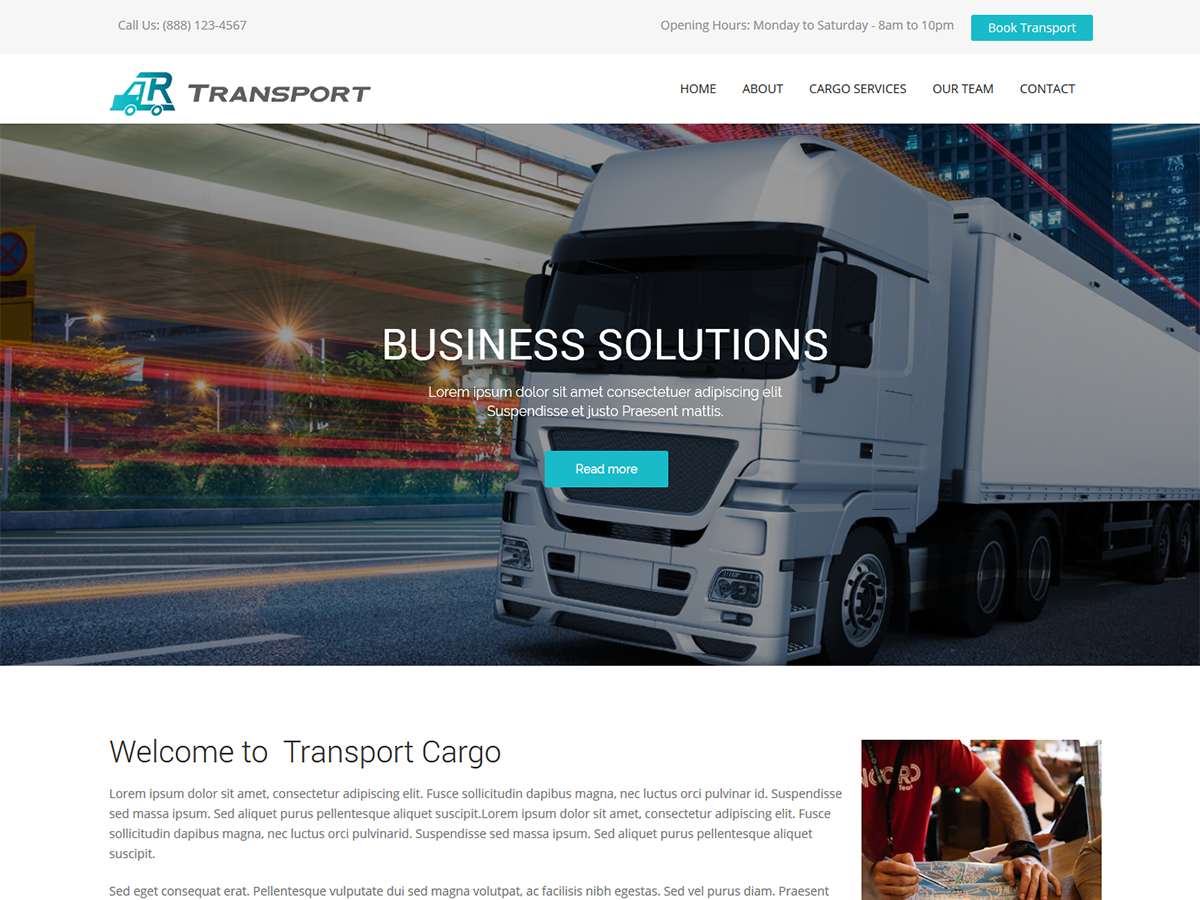 Call Us: (888) 123-4567
Opening Hours: Monday to Saturday - 8am to 10pm
Book Transport
TRANSPORT
HOME ABOUT CARGO SERVICES OUR TEAM CONTACT
BUSINESS SOLUTIONS
Lorem ipsum dolor sit amet consectetuer adipiscing elit
Suspendisse et justo Praesent mattis.
Read more
Welcome to  Transport Cargo
Lorem ipsum dolor sit amet, consectetur adipiscing elit. Fusce sollicitudin dapibus magna, nec luctus orci pulvinar id. Suspendisse
sed massa ipsum. Sed aliquet purus pellentesque aliquet suscipit.Lorem ipsum dolor sit amet, consectetur adipiscing elit. Fusce
sollicitudin dapibus magna, nec luctus orci pulvinarid. Suspendisse sed massa ipsum. Sed aliquet purus pellentesque aliquet
suscipit.
Sed eget consequat erat. Pellentesque vulputate dui sed magna volutpat, ac facilisis nibh egestas. Sed vel purus diam. Praesent